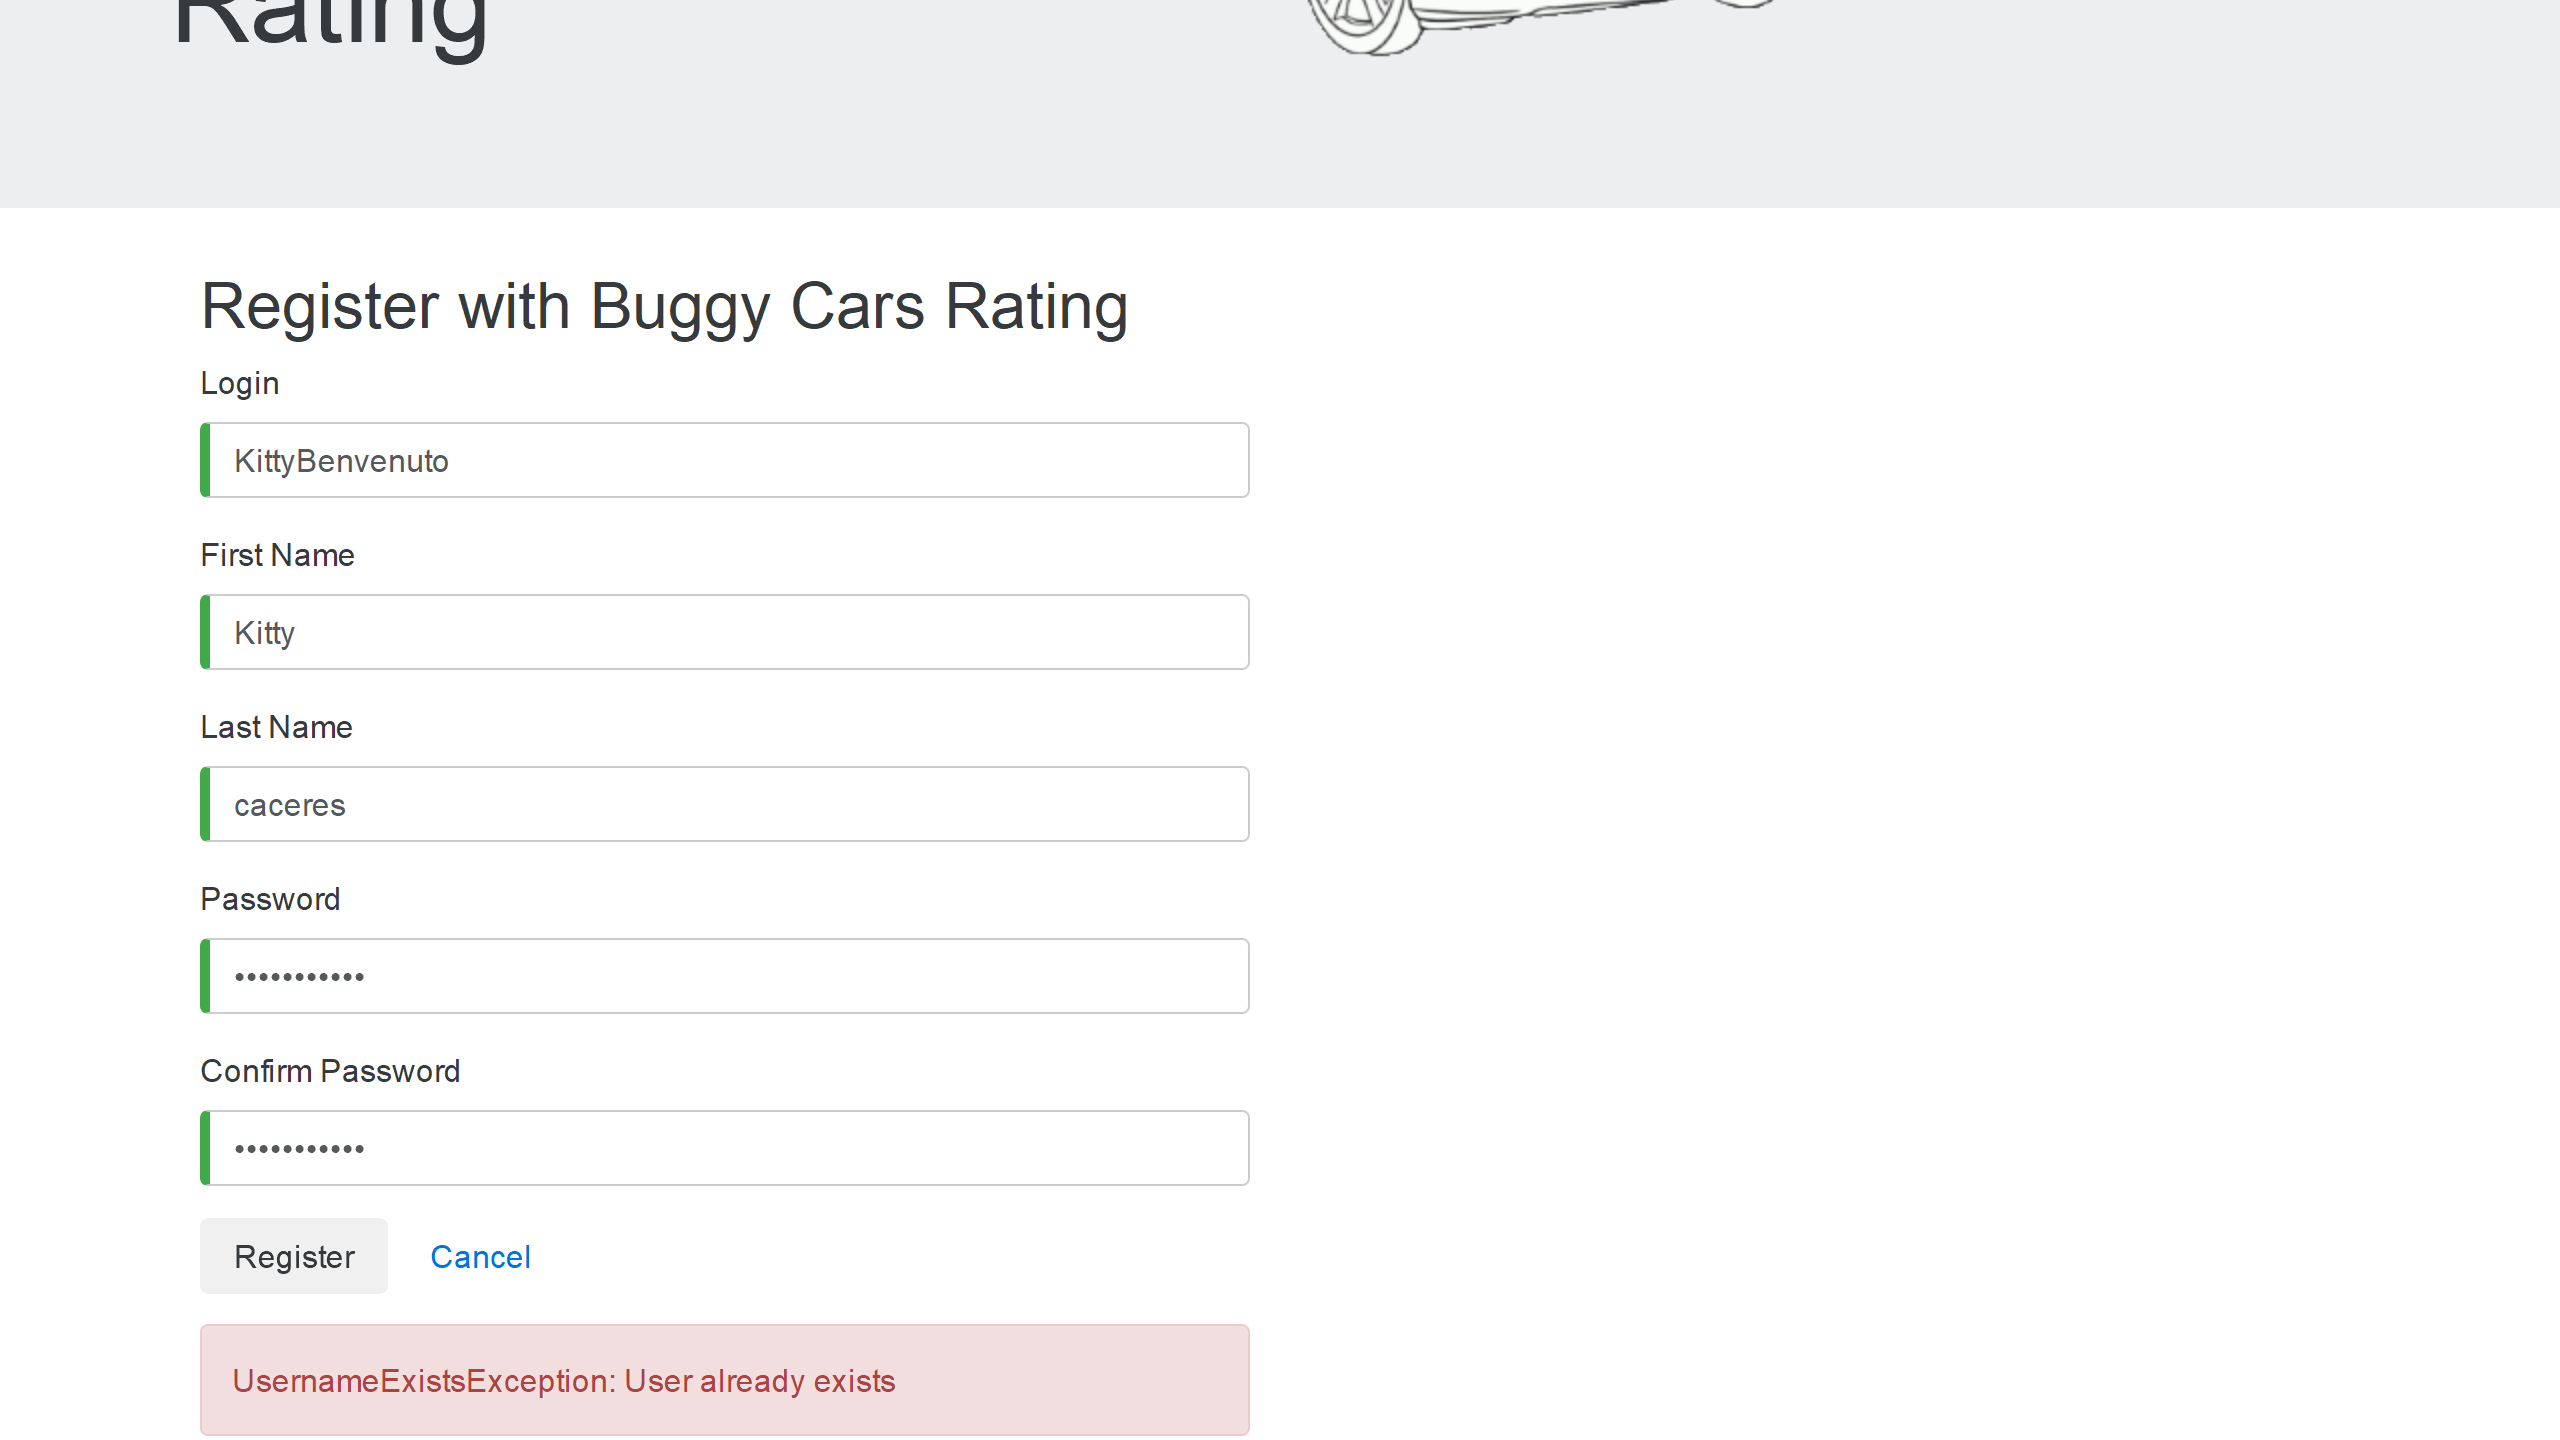 Rating
Register with Buggy Cars Rating
Login
KittyBenvenuto
First Name
Kitty
Last Name
caceres
Password
•••••••••••
Confirm Password
•••••••••••
Register Cancel
UsernameExistsException: User already exists